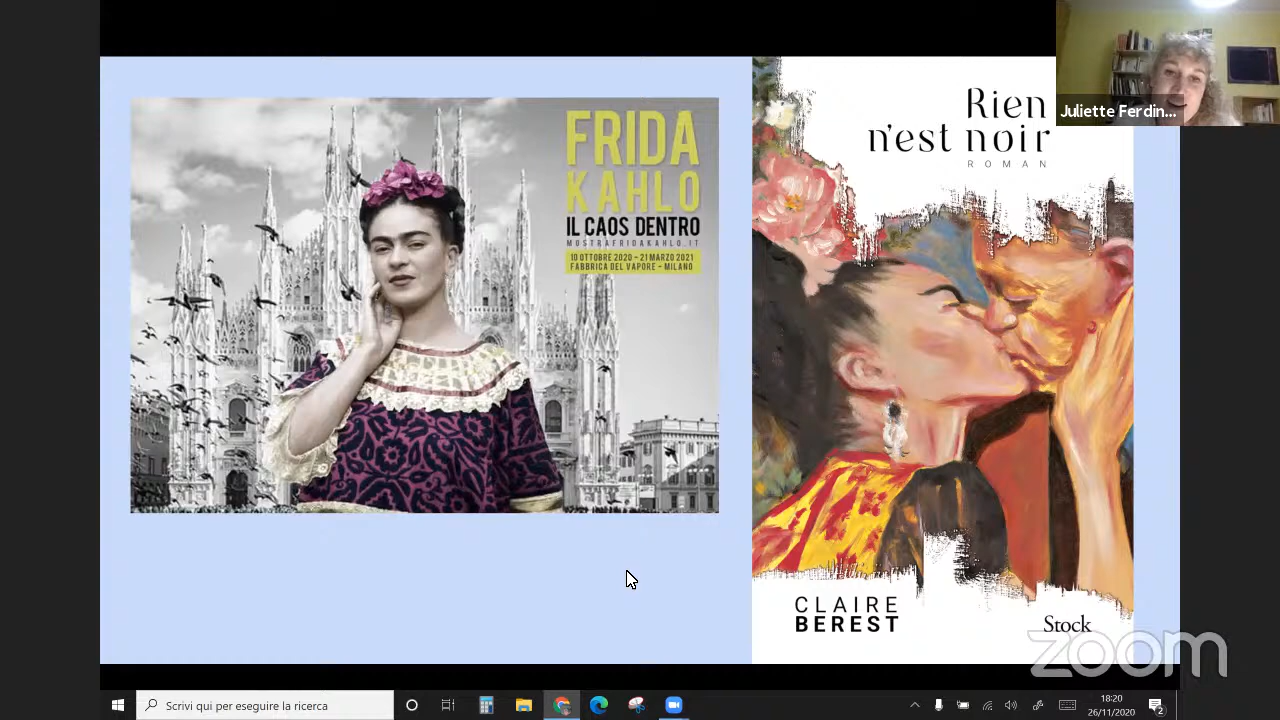 FRIDA
KAHLO
IL CAOS DENTRO
MOSTRAFRIDAKAHLO.IT
10 OTTOBRE 2020 - 21 MARZO 2021
FABBRICA DEL VAPORE - MILANO
Rien
n'est noir
ROMAN
CLAIRE
BEREST
Stock
Juliette Ferdin...
zoom
Scrivi qui per eseguire la ricerca
18:20
26/11/2020
2